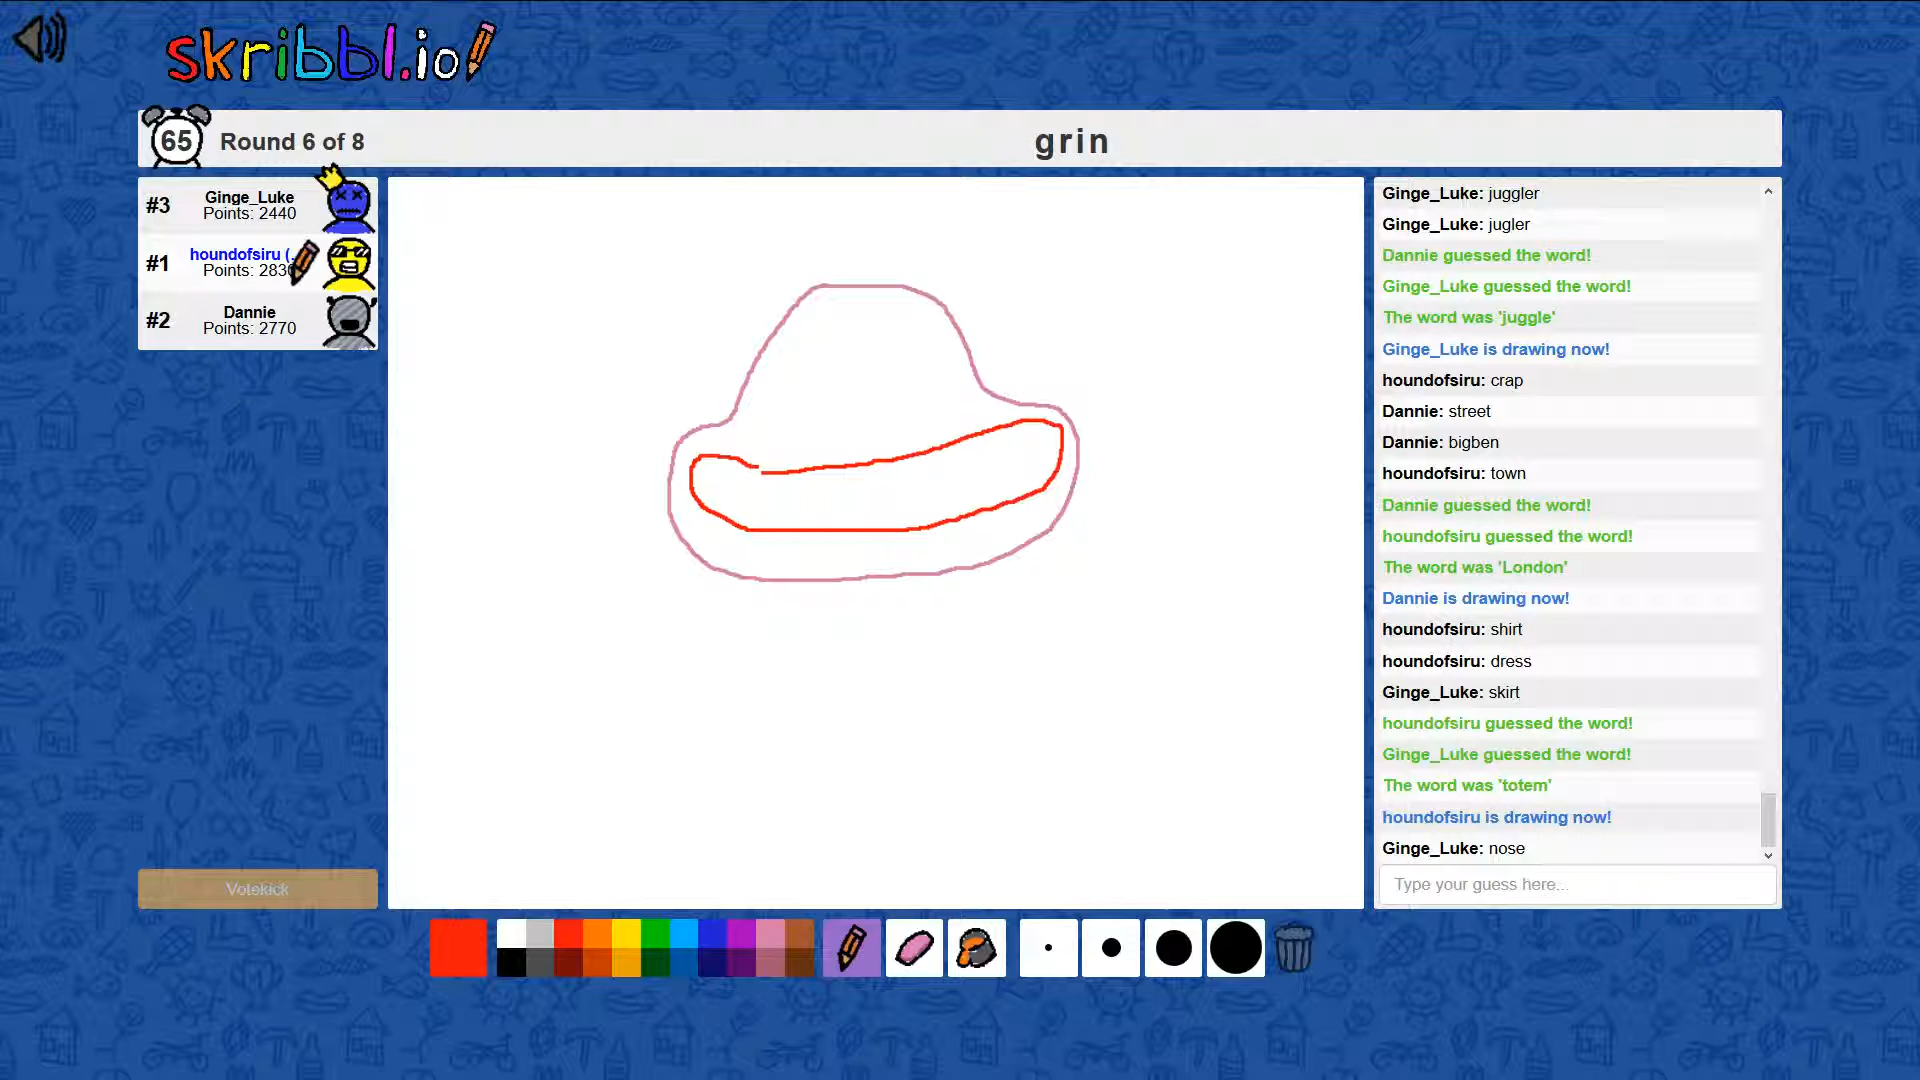 skribbl.io
65
Round 6 of 8
grin
#3
Ginge_Luke
Points: 2440
#1
houndofsiru (.
Points: 2830
#2
Dannie
Points: 2770
Votekick
Ginge_Luke: juggler
Ginge_Luke: jugler
Dannie guessed the word!
Ginge_Luke guessed the word!
The word was 'juggle'
Ginge_Luke is drawing now!
houndofsiru: crap
Dannie: street
Dannie: bigben
houndofsiru: town
Dannie guessed the word!
houndofsiru guessed the word!
The word was 'London'
Dannie is drawing now!
houndofsiru: shirt
houndofsiru: dress
Ginge_Luke: skirt
houndofsiru guessed the word!
Ginge_Luke guessed the word!
The word was 'totem'
houndofsiru is drawing now!
Ginge_Luke: nose
Type your guess here...